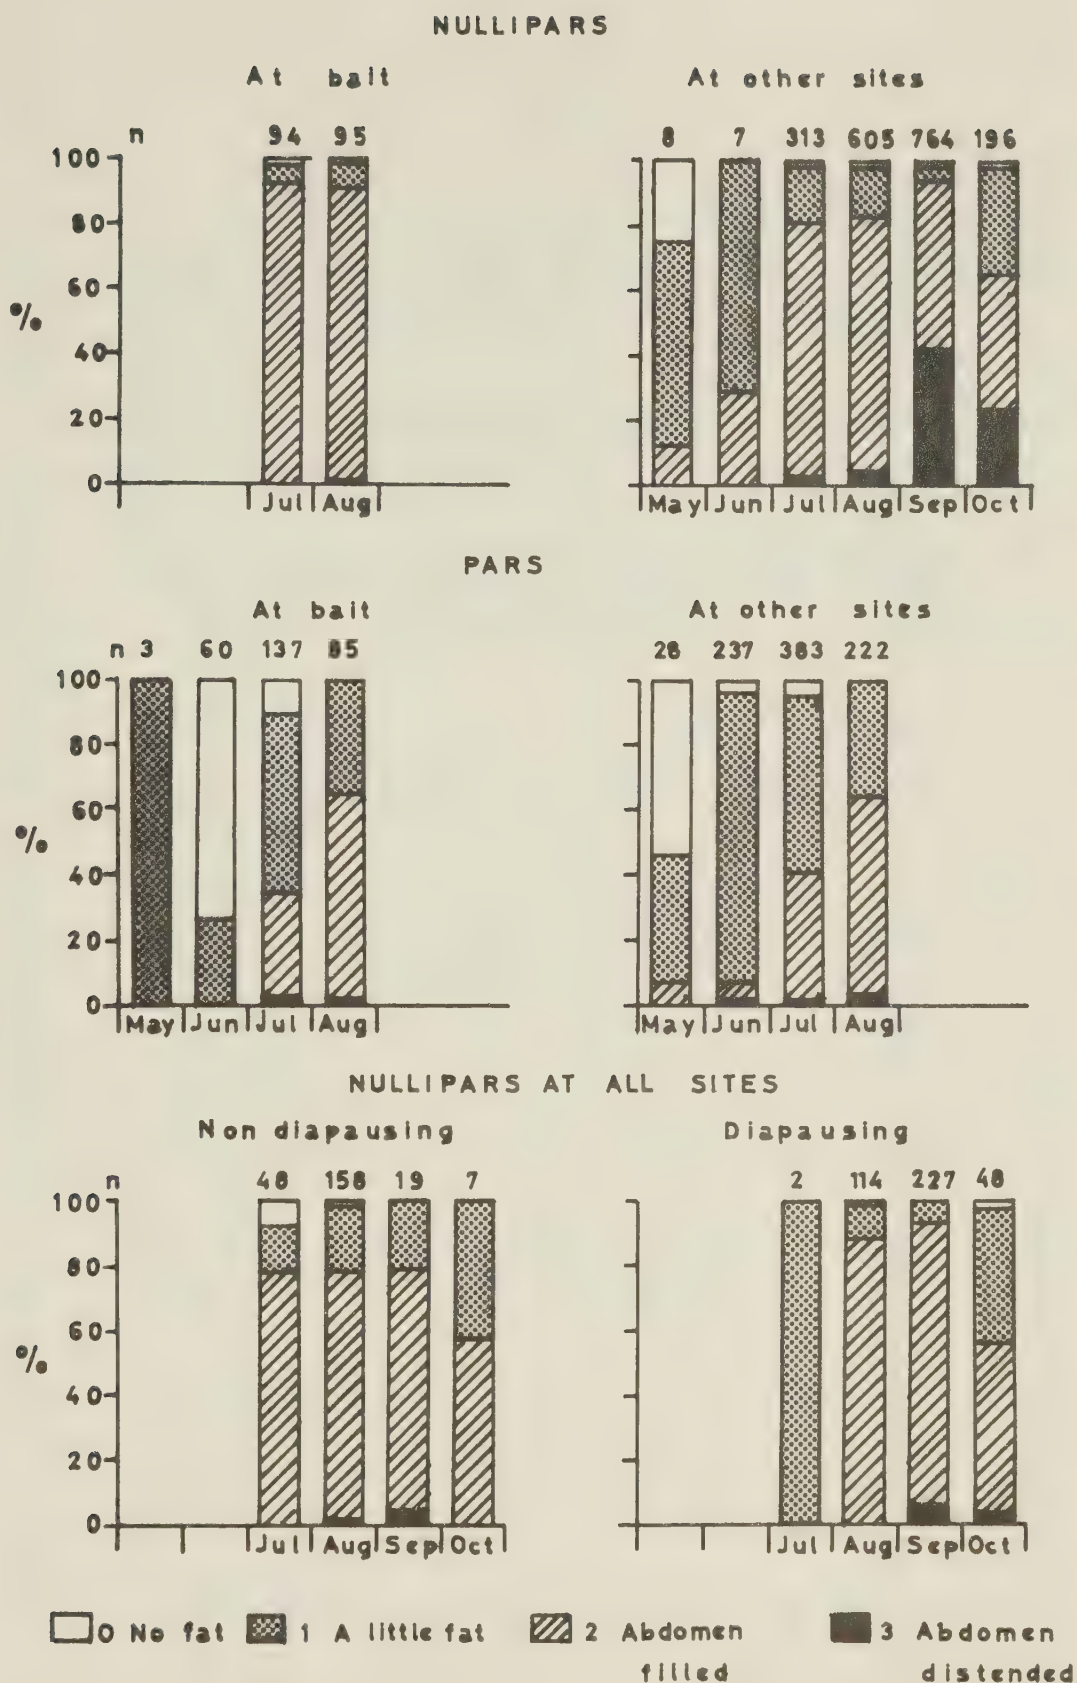 NULLIPARS
At bait
At other sites
n 94 95
8 7 313 605 764 196
100
80
60
%
40
20
0
Jul Aug
May Jun Jul Aug Sep Oct
PARS
At bait
At other sites
n 3 60 137 85
28 237 383 222
100
80
60
%
40
20
0
May Jun Jul Aug
May Jun Jul Aug
NULLIPARS AT ALL SITES
Non diapausing
Diapausing
n 48 158 19 7
2 114 227 48
100
80
60
%
40
20
0
Jul Aug Sep Oct
Jul Aug Sep Oct
0 No fat 1 A little fat 2 Abdomen filled 3 Abdomen distended